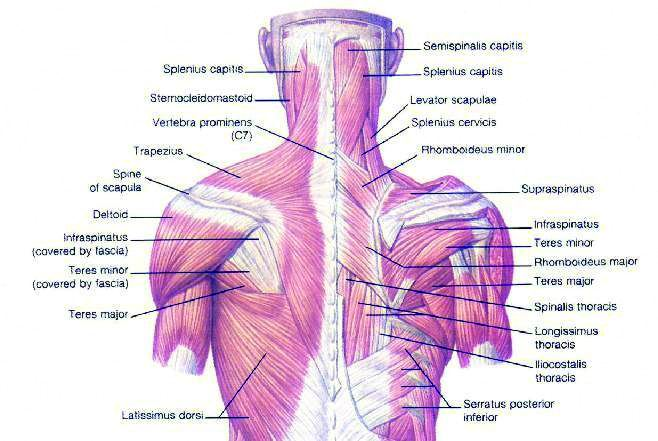 Splenius capitis
Sternocleidomastoid
Vertebra prominens
(C7)
Trapezius
Spine
of scapula
Deltoid
Infraspinatus
(covered by fascia)
Teres minor
(covered by fascia)
Teres major
Latissimus dorsi
Semispinalis capitis
Splenius capitis
Levator scapulae
Splenius cervicis
Rhomboideus minor
Supraspinatus
Infraspinatus
Teres minor
Rhomboideus major
Teres major
Spinalis thoracis
Longissimus
thoracis
Iliocostalis
thoracis
Serratus posterior
inferior